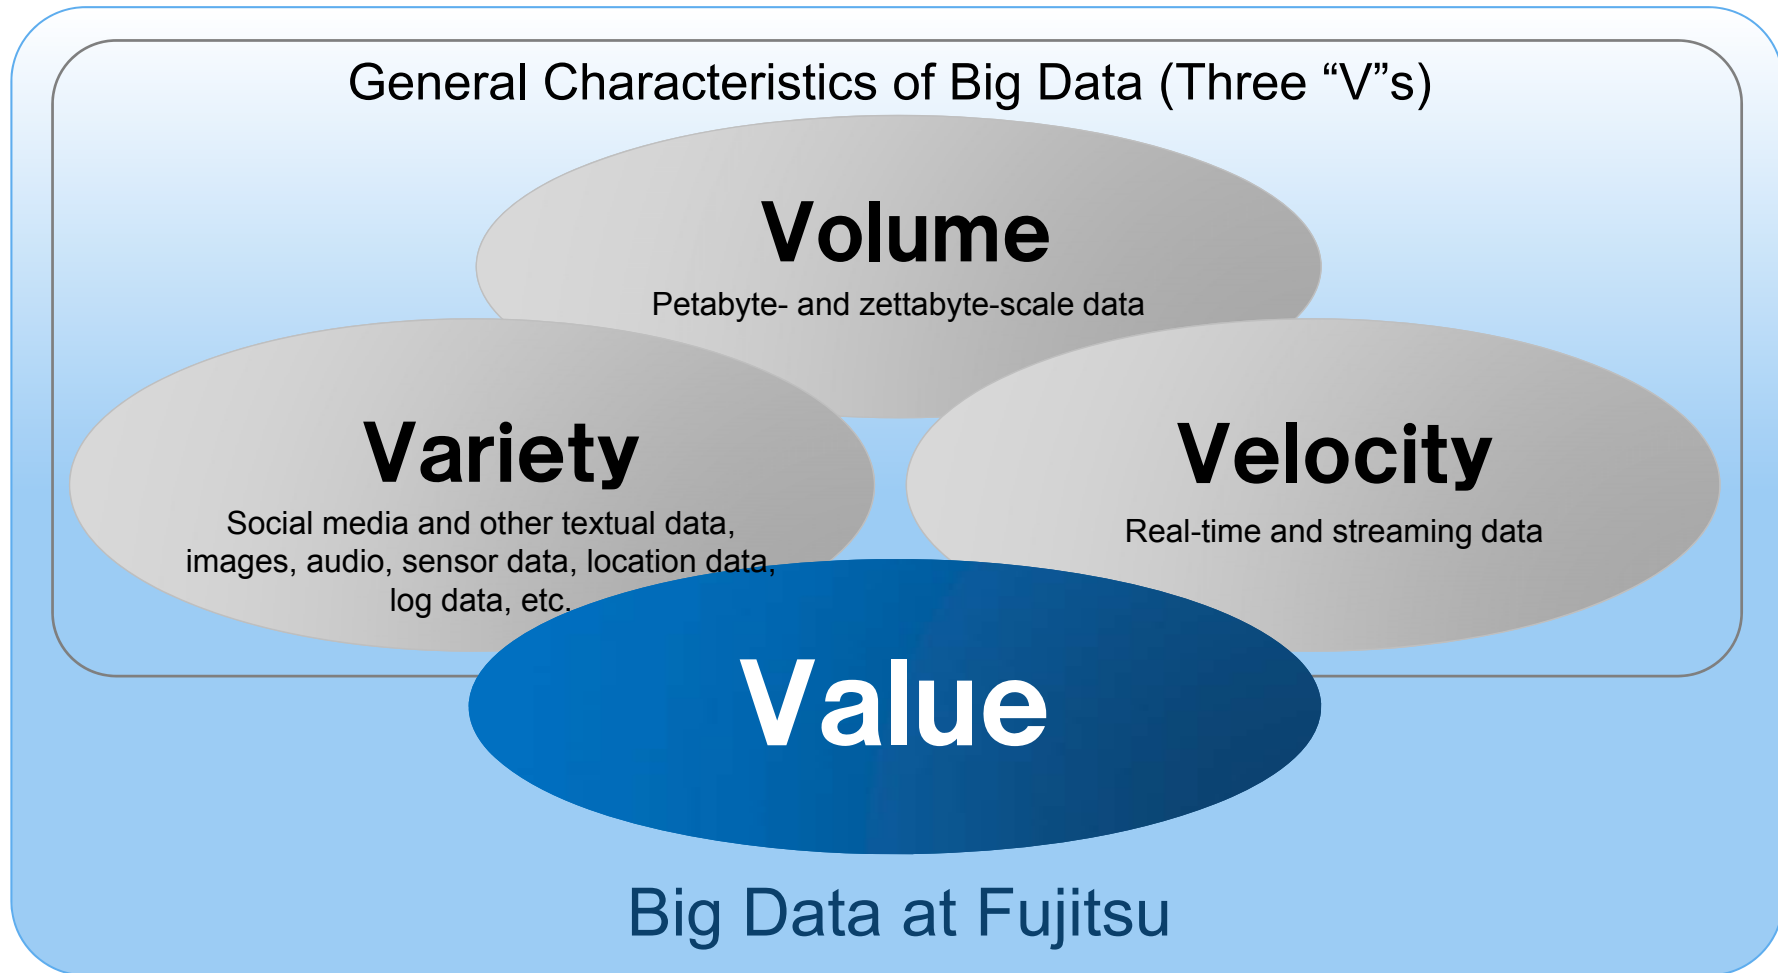 General Characteristics of Big Data (Three “V”s)
Volume
Petabyte- and zettabyte-scale data
Variety
Social media and other textual data,
images, audio, sensor data, location data,
log data, etc.
Velocity
Real-time and streaming data
Value
Big Data at Fujitsu